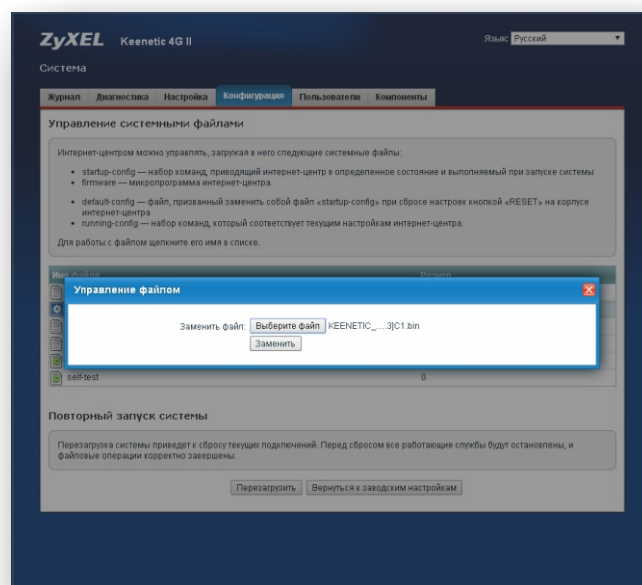 ZyXEL Keenetic 4G II
Язык: Русский
Система
Журнал Диагностика Настройка Конфигурация Пользователи Компоненты
Управление системными файлами
Интернет-центром можно управлять, загружая в него следующие системные файлы:
• startup-config — набор команд, приводящий интернет-центр в определенное состояние и выполняемый при запуске системы
• firmware — микропрограмма интернет-центра.
• default-config — файл, призванный заменить собой файл «startup-config» при сбросе настроек кнопкой «RESET» на корпусе
интернет-центра
• running-config — набор команд, который соответствует текущим настройкам интернет-центра.
Для работы с файлом щелкните его имя в списке.
Имя файла Размер
Управление файлом
Заменить файл: Выберите файл KEENETIC_....3]C1.bin
Заменить
self-test 0
Повторный запуск системы
Перезагрузка системы приведет к сбросу текущих подключений. Перед сбросом все работающие службы будут остановлены, и
файловые операции корректно завершены.
Перезагрузить Вернуться к заводским настройкам